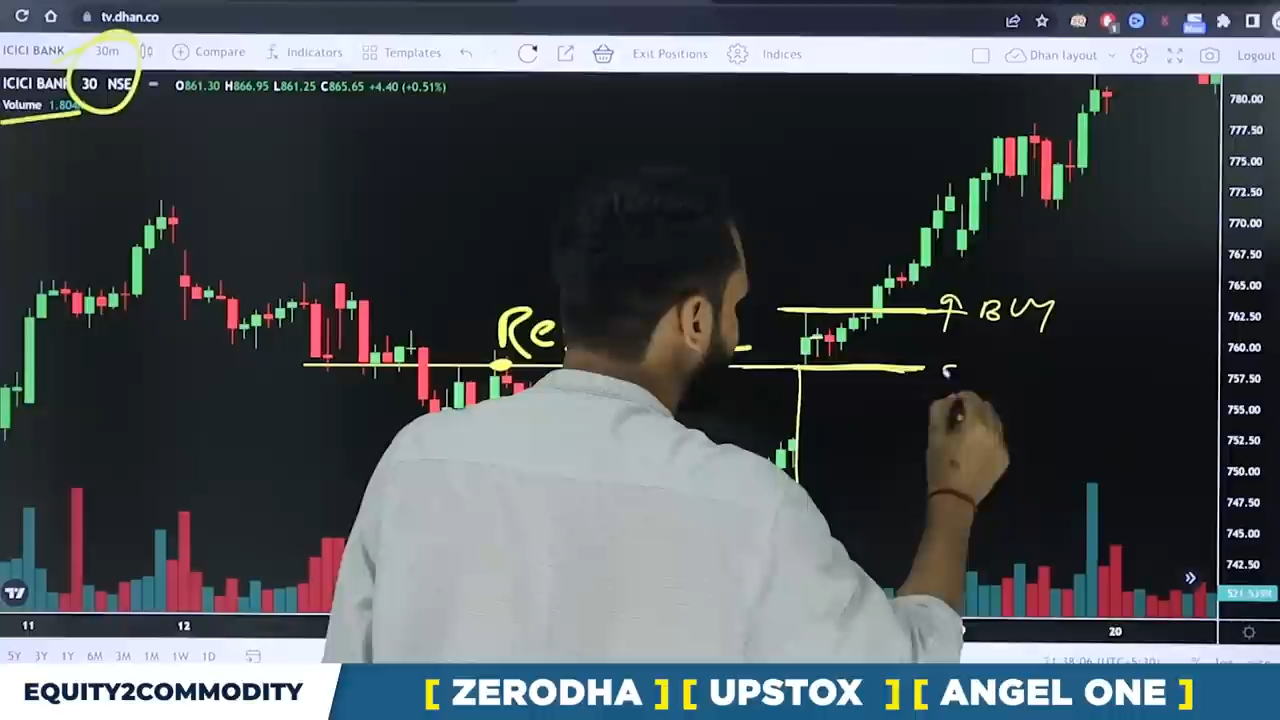 tv.dhan.co
ICICI BANK 30m Compare Indicators Templates Exit Positions Indices Dhan layout Logout
ICICI BANK 30 NSE O861.30 H866.95 L861.25 C865.65 +4.40 (+0.51%)
Volume 1.804
780.00
777.50
775.00
772.50
770.00
767.50
765.00
BUY
762.50
Re
760.00
757.50
755.00
752.50
750.00
747.50
745.00
742.50
11 12 20
5Y 3Y 1Y 6M 3M 1M 1W 1D
EQUITY2COMMODITY [ ZERODHA ] [ UPSTOX ] [ ANGEL ONE ]